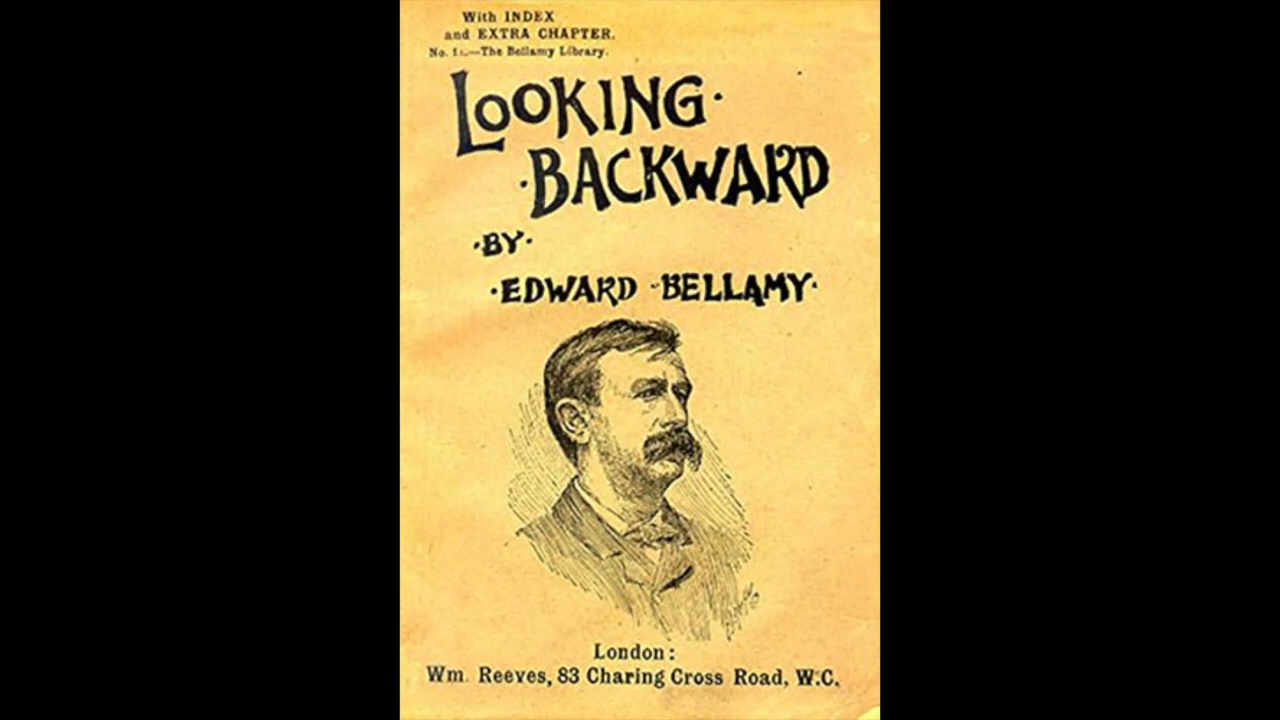 With INDEX
and EXTRA CHAPTER.
No. 1.—The Bellamy Library.
LOOKING·
·BACKWARD
·BY·
·EDWARD·BELLAMY·
London:
Wm. Reeves, 83 Charing Cross Road, W.C.